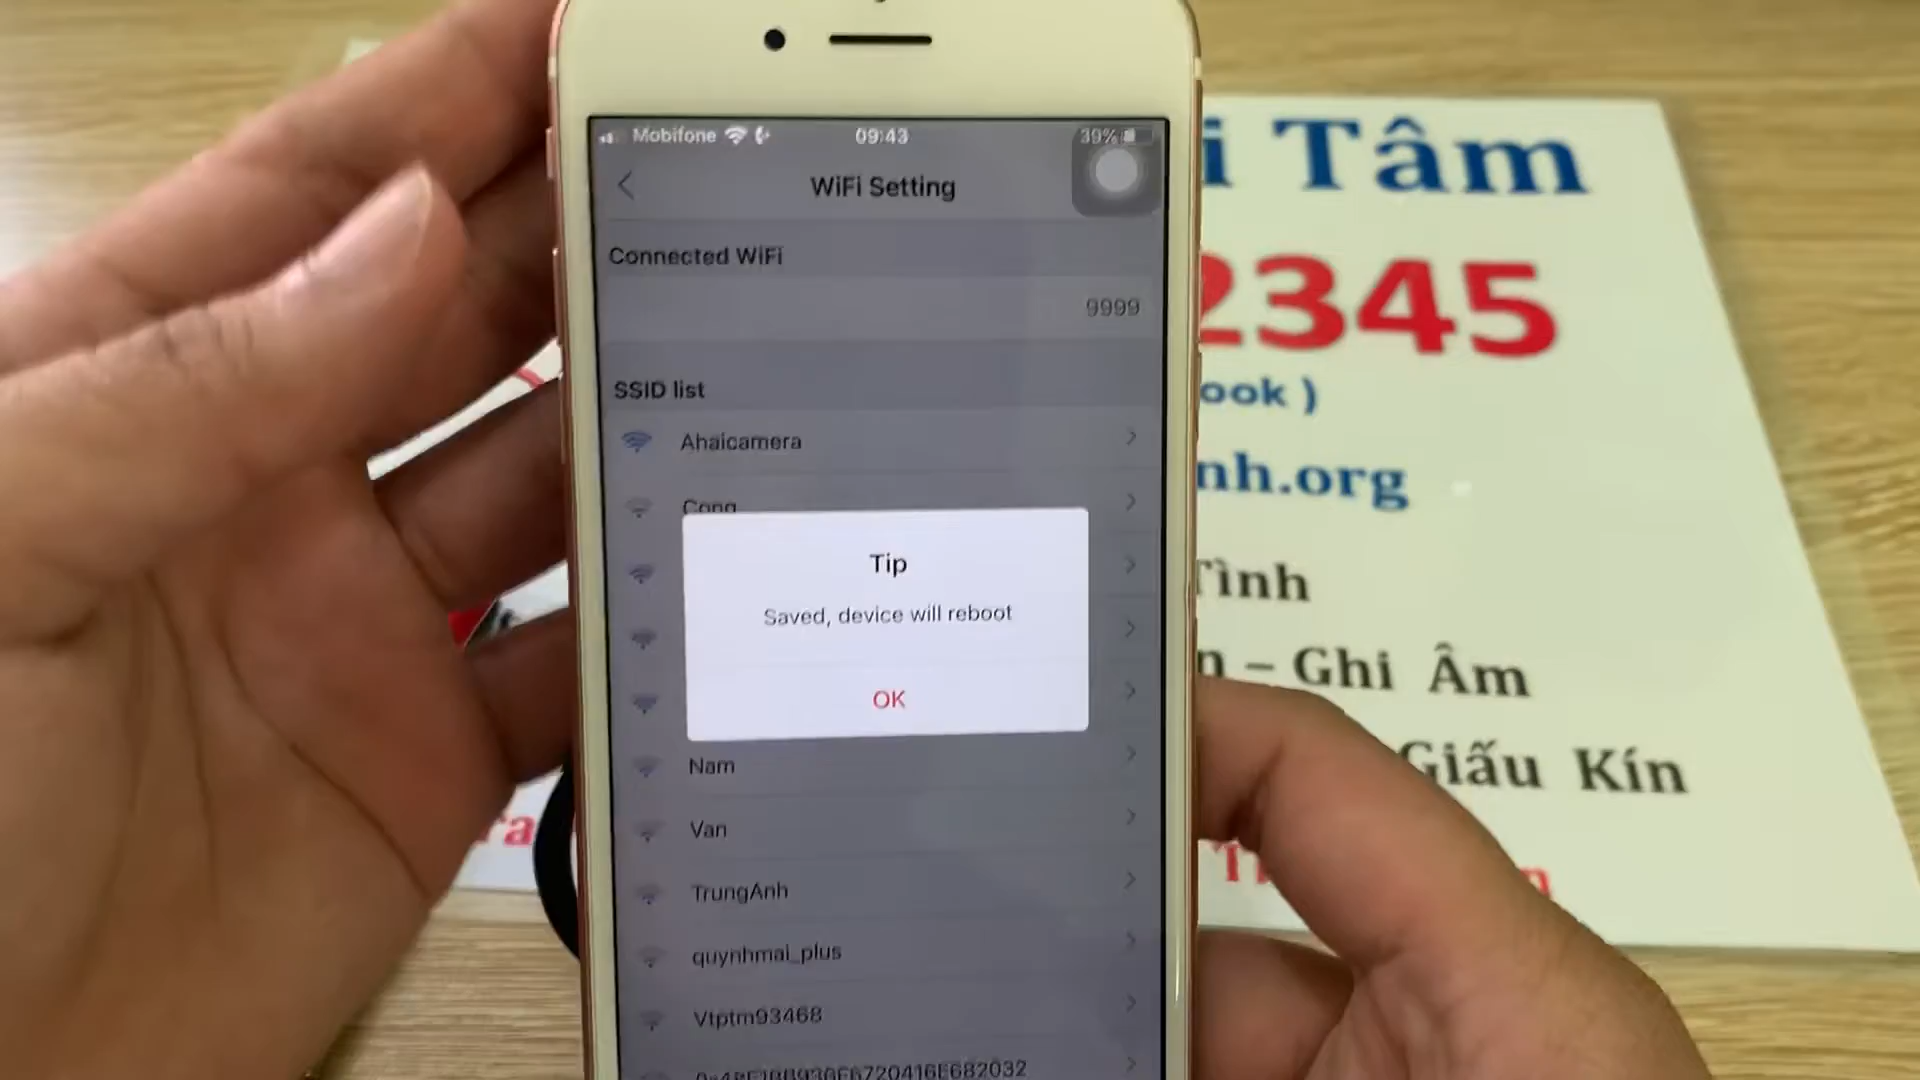 Mobifone
09:43
39%
WiFi Setting
Connected WiFi
9999
SSID list
Ahaicamera
Cong
Tip
Saved, device will reboot
OK
Nam
Van
TrungAnh
quynhmai_plus
Vtptm93468
i Tâm
2345
ook )
nh.org
Tình
n – Ghi Âm
Giấu Kín